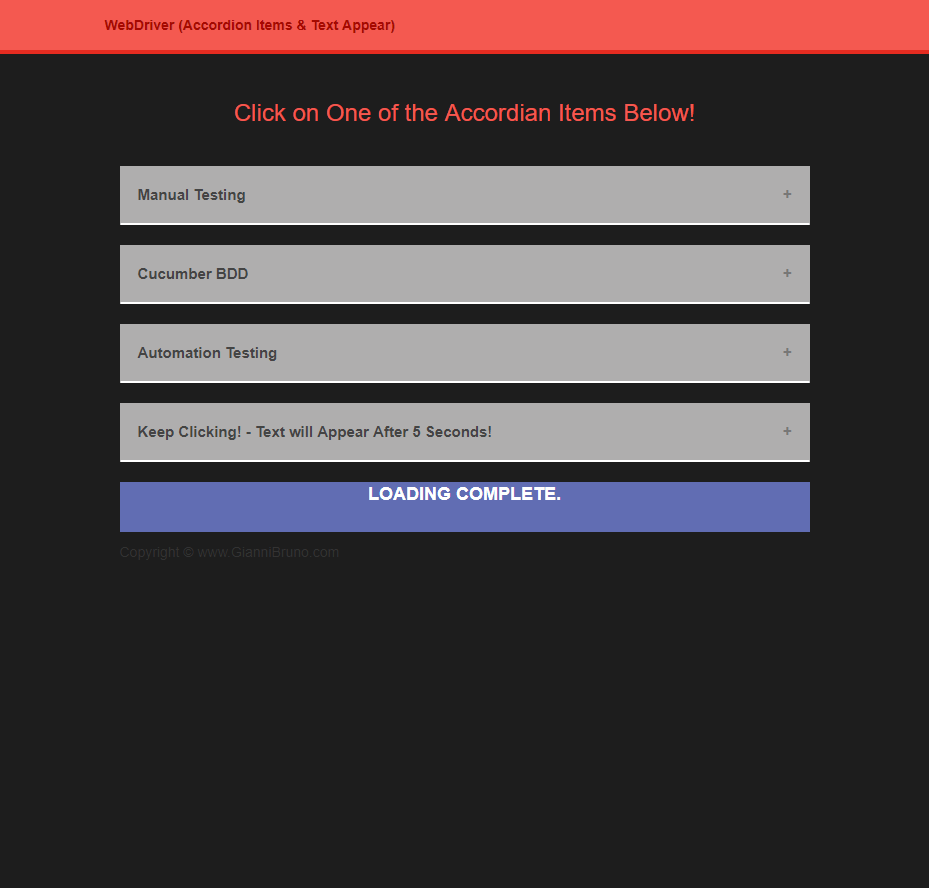 WebDriver (Accordion Items & Text Appear)
Click on One of the Accordian Items Below!
Manual Testing +
Cucumber BDD +
Automation Testing +
Keep Clicking! - Text will Appear After 5 Seconds! +
LOADING COMPLETE.
Copyright © www.GianniBruno.com